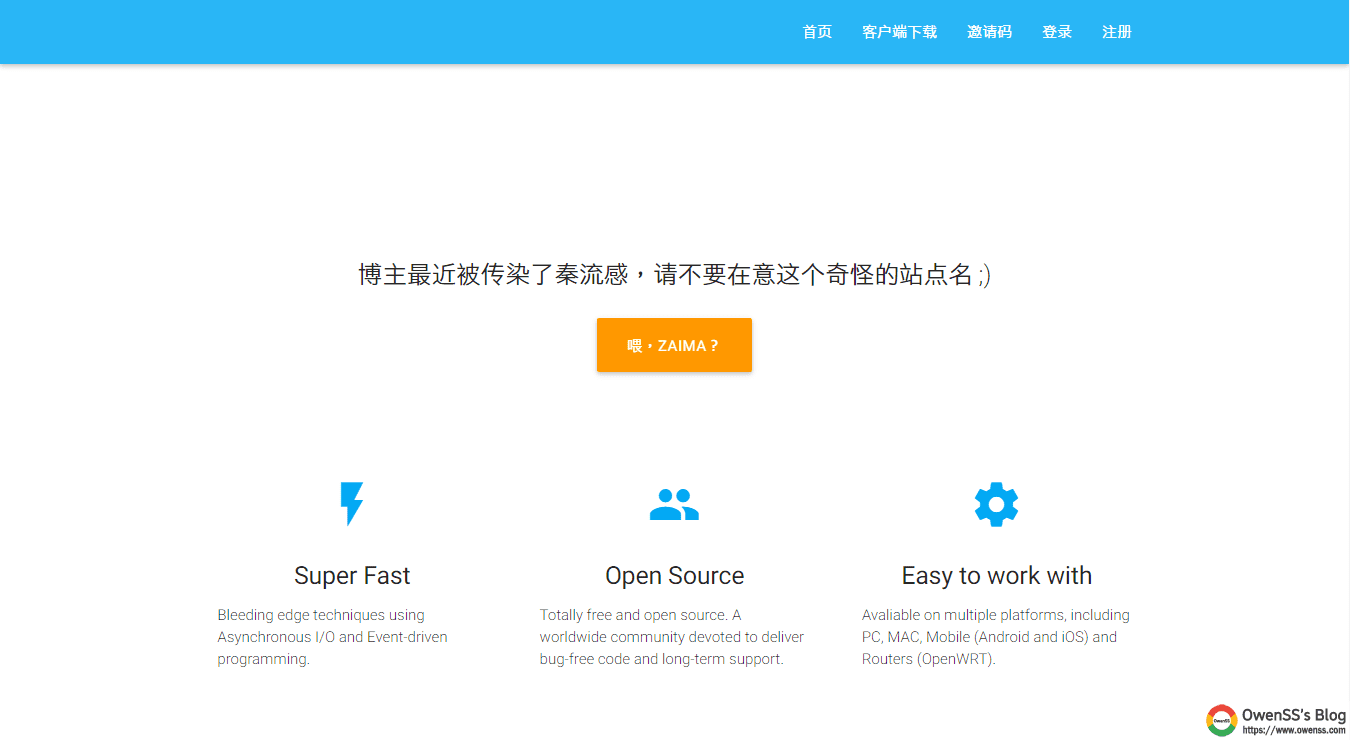 首页 客户端下载 邀请码 登录 注册
博主最近被传染了秦流感，请不要在意这个奇怪的站点名 ;)
喂，ZAIMA？
Super Fast
Bleeding edge techniques using
Asynchronous I/O and Event-driven
programming.
Open Source
Totally free and open source. A
worldwide community devoted to deliver
bug-free code and long-term support.
Easy to work with
Avaliable on multiple platforms, including
PC, MAC, Mobile (Android and iOS) and
Routers (OpenWRT).
OwenSS
OwenSS's Blog
https://www.owenss.com